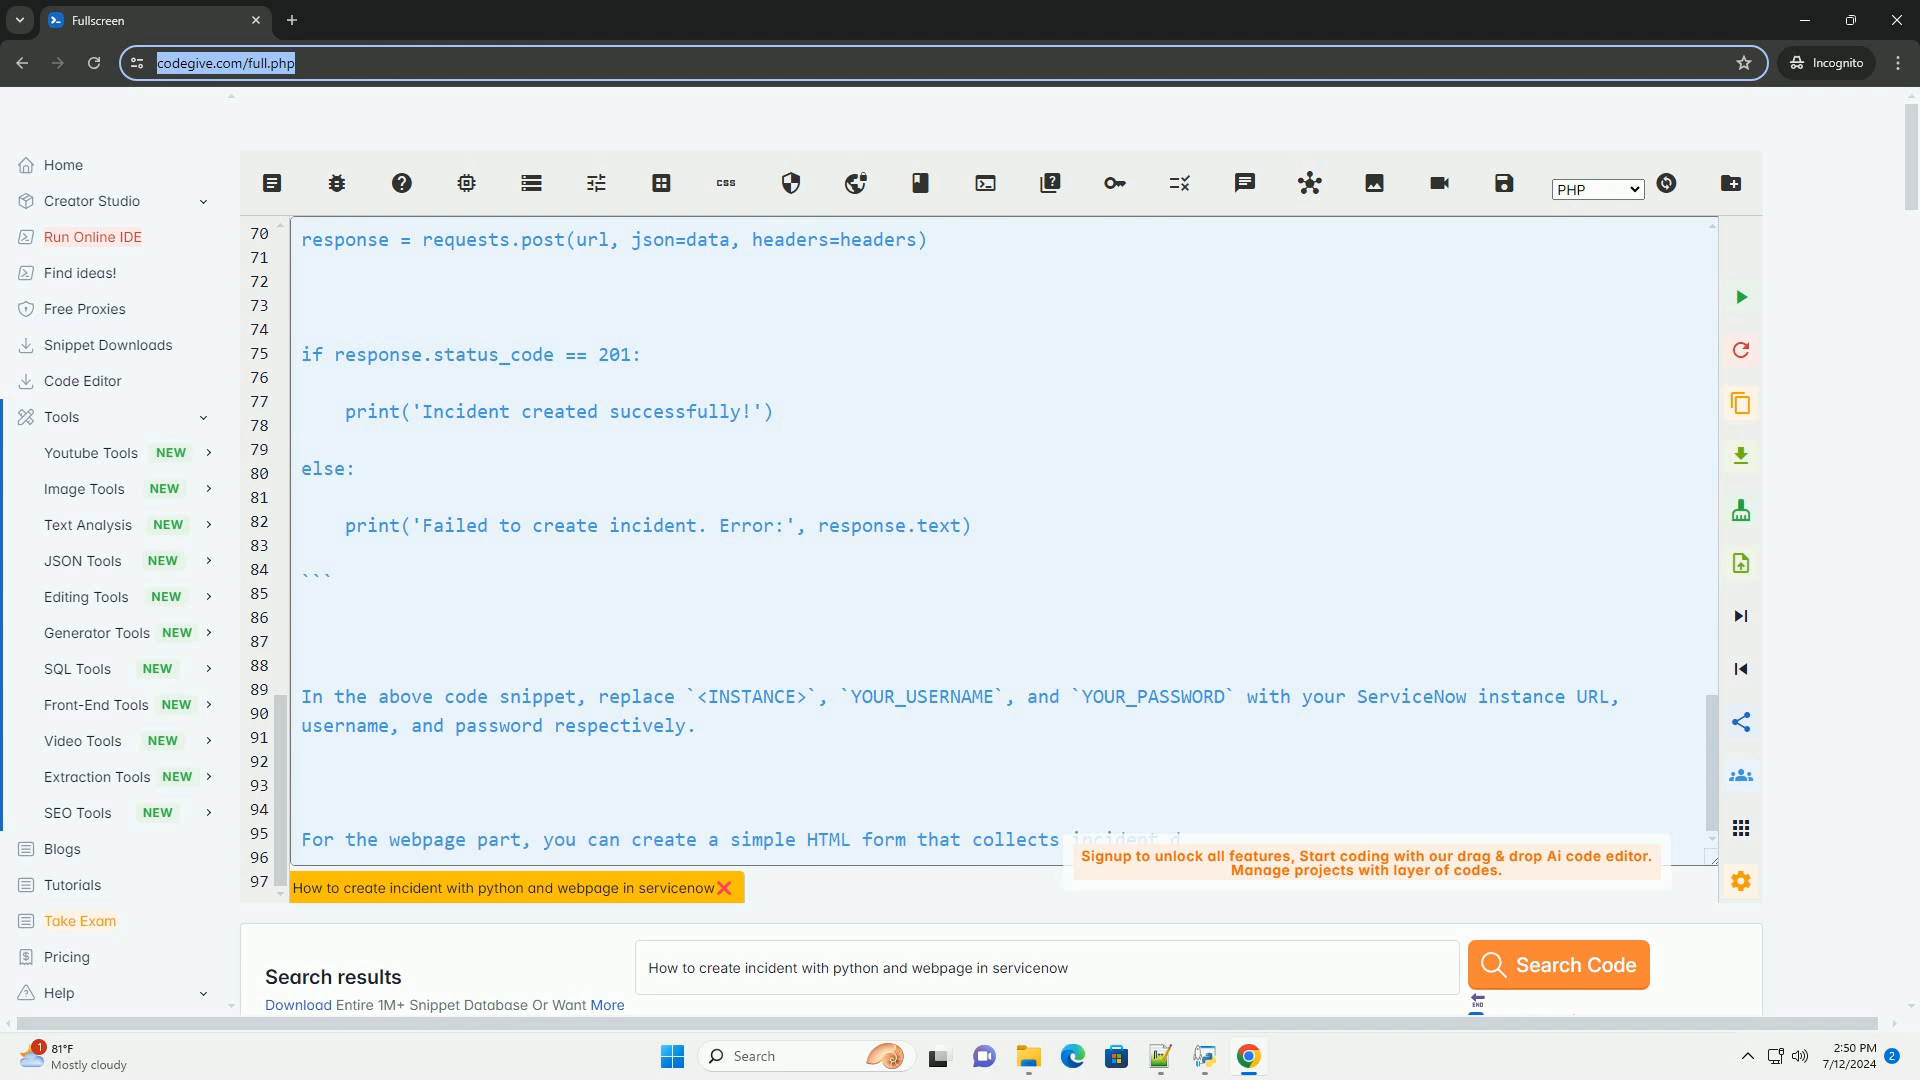 Fullscreen
codegive.com/full.php
Incognito
Home
Creator Studio
Run Online IDE
Find ideas!
Free Proxies
Snippet Downloads
Code Editor
Tools
Youtube Tools NEW
Image Tools NEW
Text Analysis NEW
JSON Tools NEW
Editing Tools NEW
Generator Tools NEW
SQL Tools NEW
Front-End Tools NEW
Video Tools NEW
Extraction Tools NEW
SEO Tools NEW
Blogs
Tutorials
Take Exam
Pricing
Help
css
PHP
70
71
72
73
74
75
76
77
78
79
80
81
82
83
84
85
86
87
88
89
90
91
92
93
94
95
96
97
response = requests.post(url, json=data, headers=headers)
if response.status_code == 201:
print('Incident created successfully!')
else:
print('Failed to create incident. Error:', response.text)
```
In the above code snippet, replace `<INSTANCE>`, `YOUR_USERNAME`, and `YOUR_PASSWORD` with your ServiceNow instance URL,
username, and password respectively.
For the webpage part, you can create a simple HTML form that collects incident d
Signup to unlock all features, Start coding with our drag & drop Ai code editor.
Manage projects with layer of codes.
How to create incident with python and webpage in servicenow
Search results
Download Entire 1M+ Snippet Database Or Want More
How to create incident with python and webpage in servicenow
Search Code
END
1
81°F
Mostly cloudy
Search
2:50 PM
7/12/2024
2